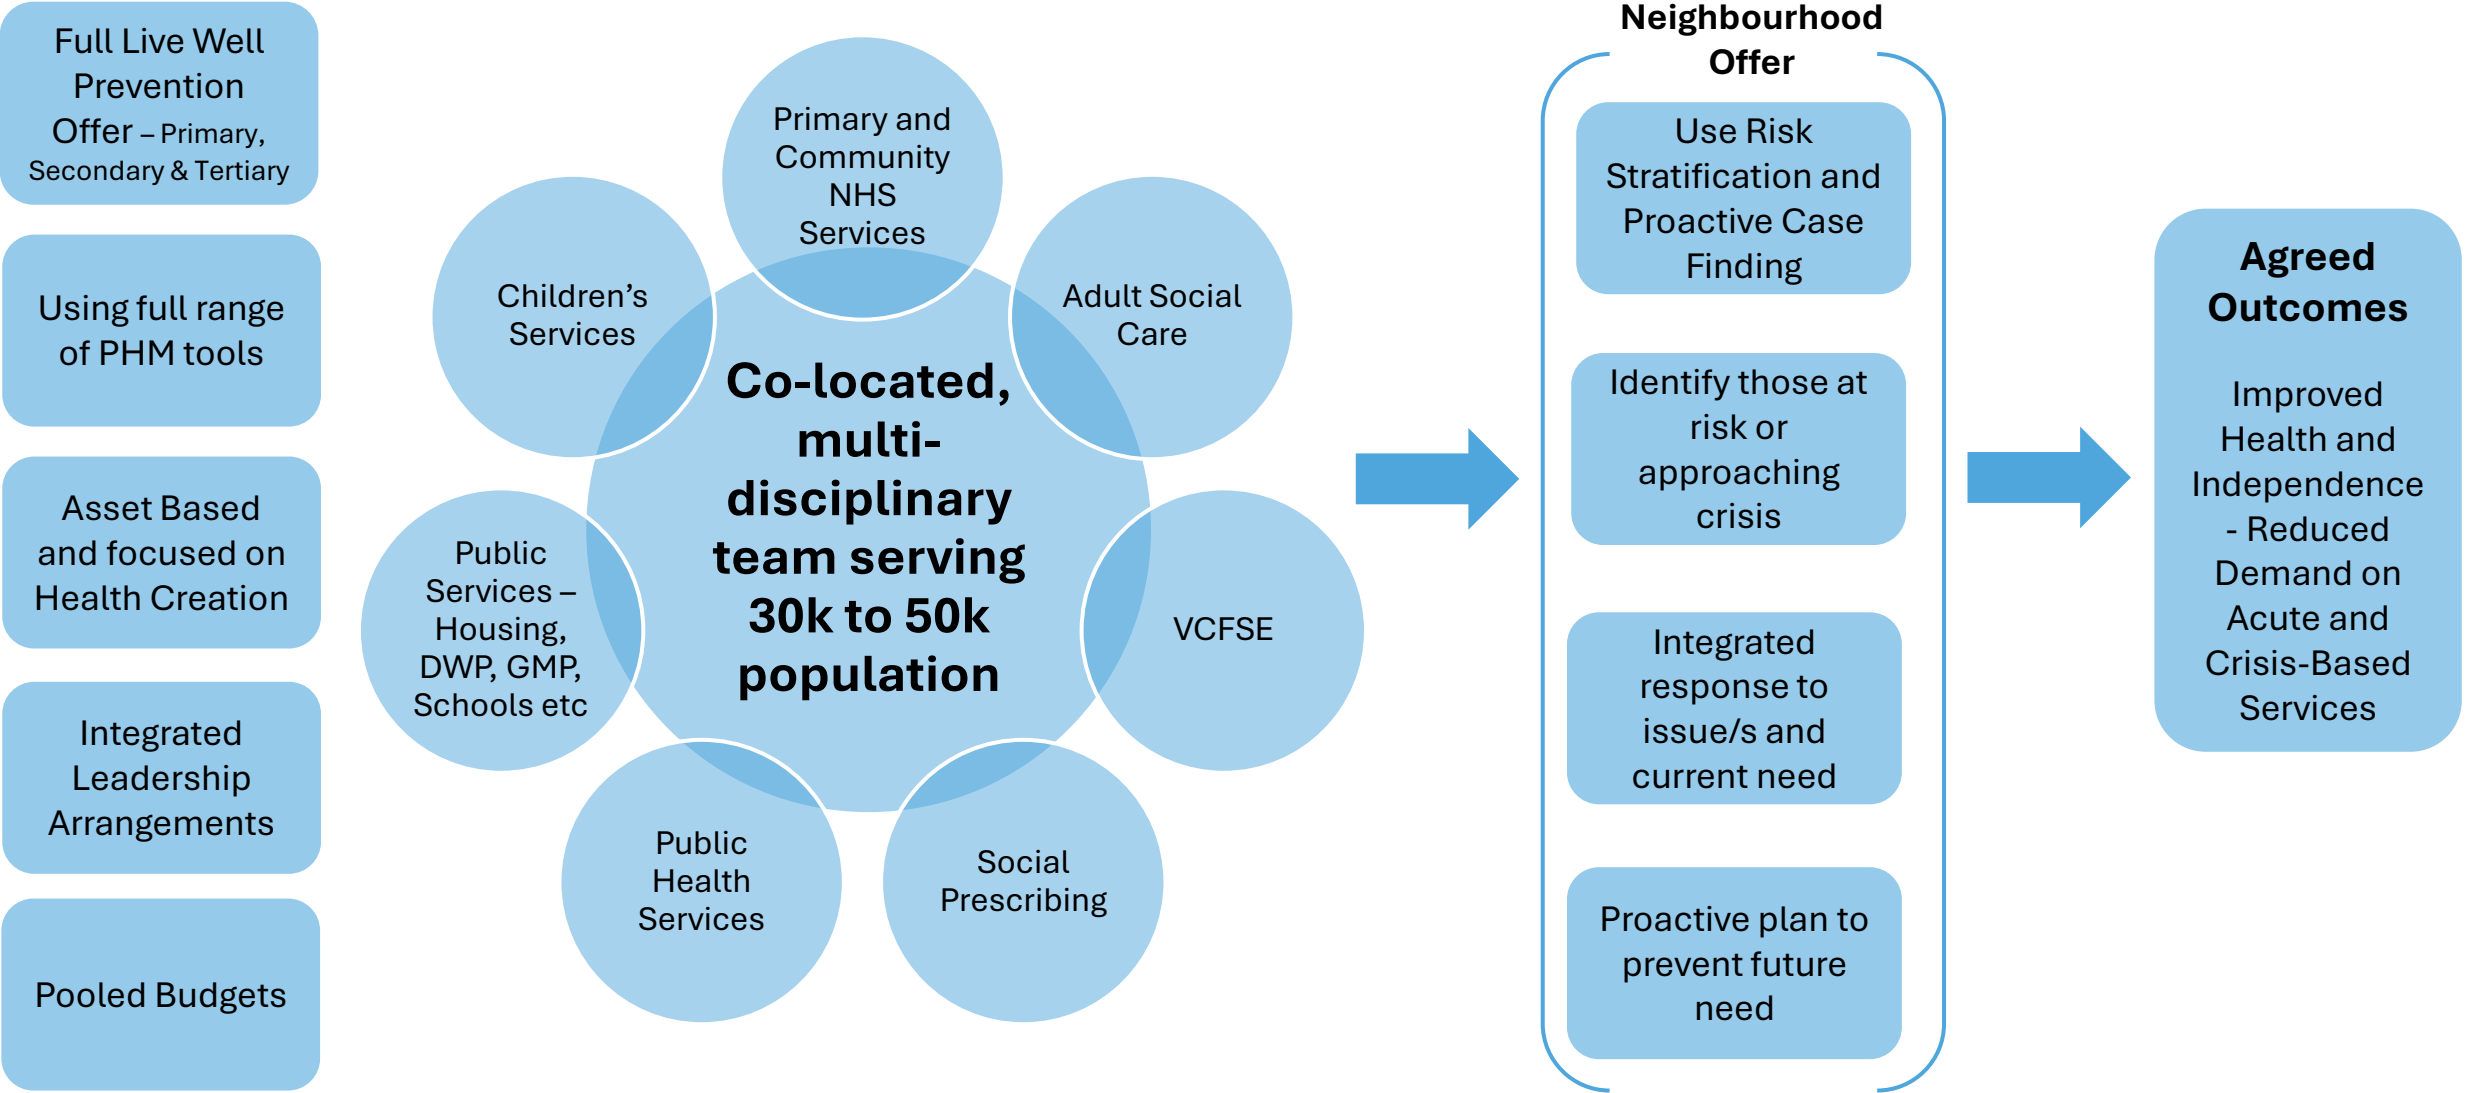 Full Live Well
Prevention
Offer – Primary,
Secondary & Tertiary
Using full range
of PHM tools
Asset Based
and focused on
Health Creation
Integrated
Leadership
Arrangements
Pooled Budgets
Primary and
Community
NHS
Services
Adult Social
Care
VCFSE
Social
Prescribing
Public
Health
Services
Public
Services –
Housing,
DWP, GMP,
Schools etc
Children’s
Services
Co-located,
multi-
disciplinary
team serving
30k to 50k
population
Neighbourhood
Offer
Use Risk
Stratification and
Proactive Case
Finding
Identify those at
risk or
approaching
crisis
Integrated
response to
issue/s and
current need
Proactive plan to
prevent future
need
Agreed
Outcomes
Improved
Health and
Independence
- Reduced
Demand on
Acute and
Crisis-Based
Services